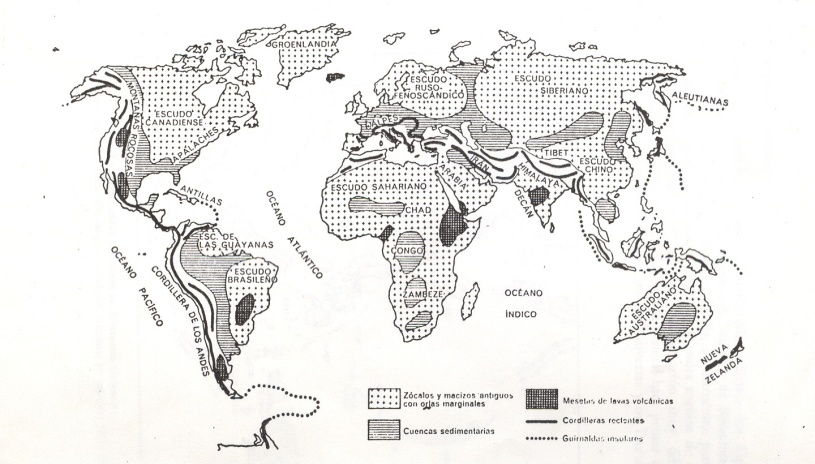 GROENLANDIA
ESCUDO
RUSO-
FENOSCÁNDICO
ESCUDO
SIBERIANO
ALEUTIANAS
MONTAÑAS ROCOSAS
ESCUDO
CANADIENSE
APALACHES
ALPES
TIBET
IRAN
HIMALAYA
ESCUDO
CHINO
ARABIA
DECÁN
ANTILLAS
ESCUDO SAHARIANO
CHAD
OCÉANO ATLÁNTICO
ESC. DE
LAS GUAYANAS
CONGO
OCÉANO PACÍFICO
CORDILLERA DE LOS ANDES
ESCUDO
BRASILEÑO
ZAMBEZE
OCÉANO
ÍNDICO
ESCUDO
AUSTRALIANO
NUEVA
ZELANDA
Zócalos y macizos antiguos
con orlas marginales
Cuencas sedimentarias
Mesetas de lavas volcánicas
Cordilleras recientes
Guirnaldas insulares